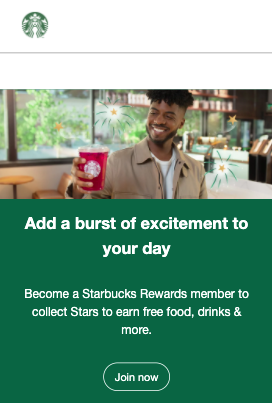 Add a burst of excitement to
your day
Become a Starbucks Rewards member to
collect Stars to earn free food, drinks &
more.
Join now